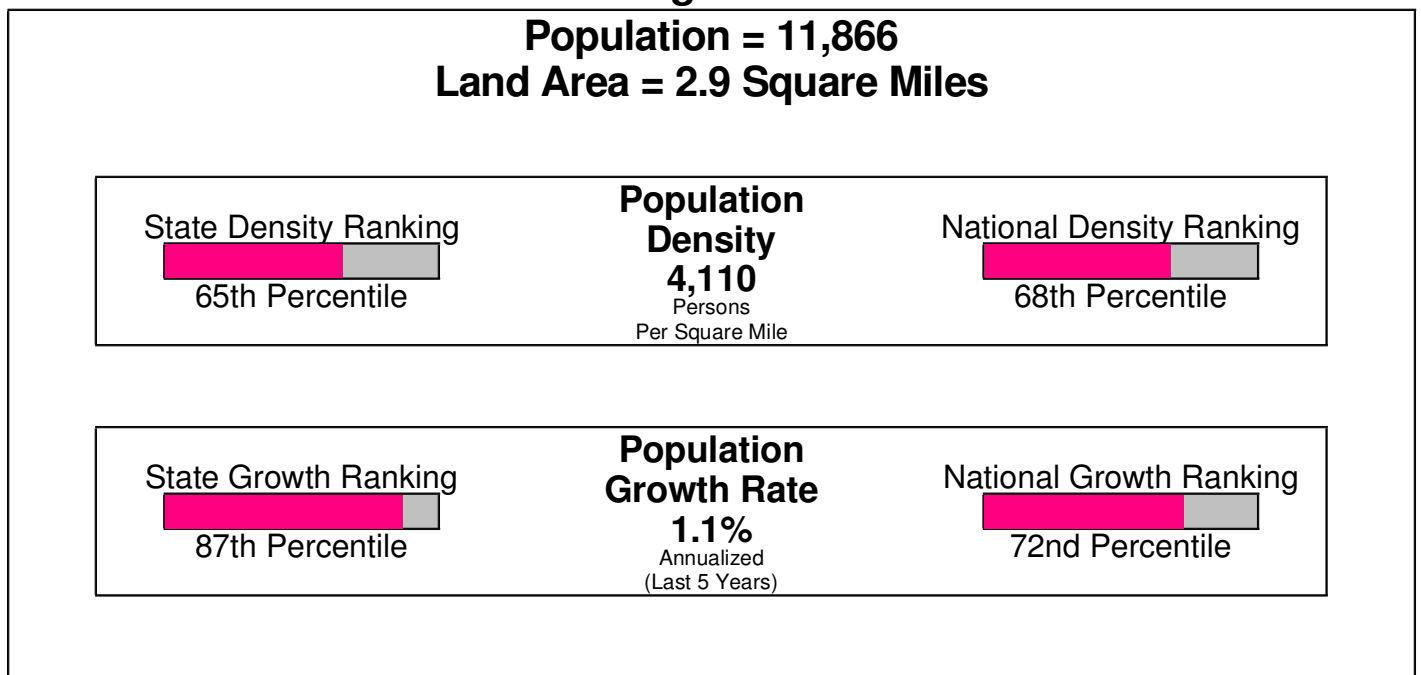 Population = 11,866
Land Area = 2.9 Square Miles
State Density Ranking
65th Percentile
Population
Density
4,110
Persons
Per Square Mile
National Density Ranking
68th Percentile
State Growth Ranking
87th Percentile
Population
Growth Rate
1.1%
Annualized
(Last 5 Years)
National Growth Ranking
72nd Percentile